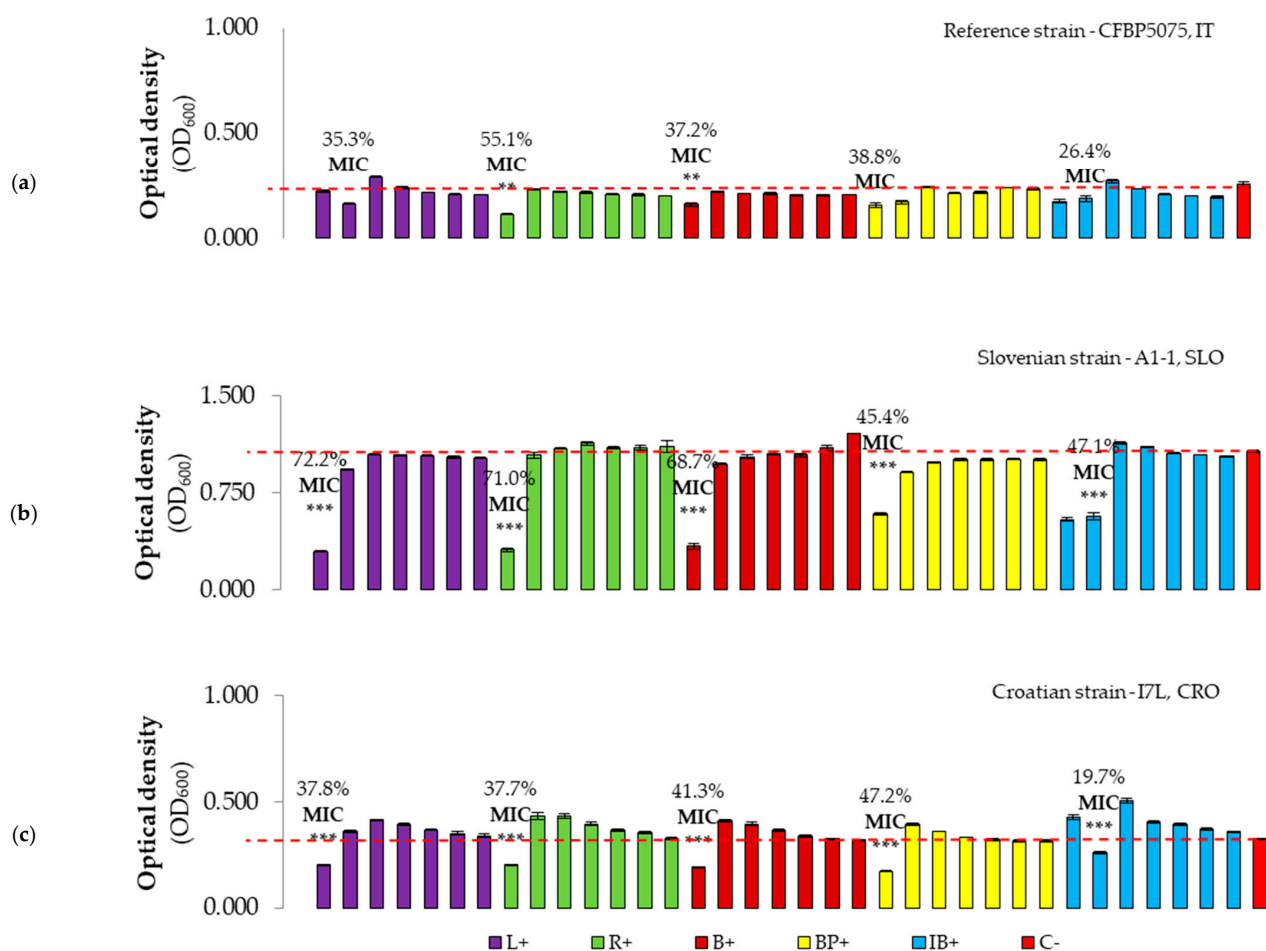 1.000
Reference strain - CFBP5075, IT
Optical density
(OD600)
0.500
35.3%
MIC
55.1%
MIC
**
37.2%
MIC
**
38.8%
MIC
26.4%
MIC
(a)
0.000
Slovenian strain - A1-1, SLO
1.500
Optical density
(OD600)
72.2%
MIC
***
71.0%
MIC
***
68.7%
MIC
***
45.4%
MIC
***
47.1%
MIC
***
0.750
(b)
0.000
1.000
Croatian strain - I7L, CRO
Optical density
(OD600)
0.500
37.8%
MIC
***
37.7%
MIC
***
41.3%
MIC
***
47.2%
MIC
***
19.7%
MIC
***
(c)
0.000
L+ R+ B+ BP+ IB+ C-